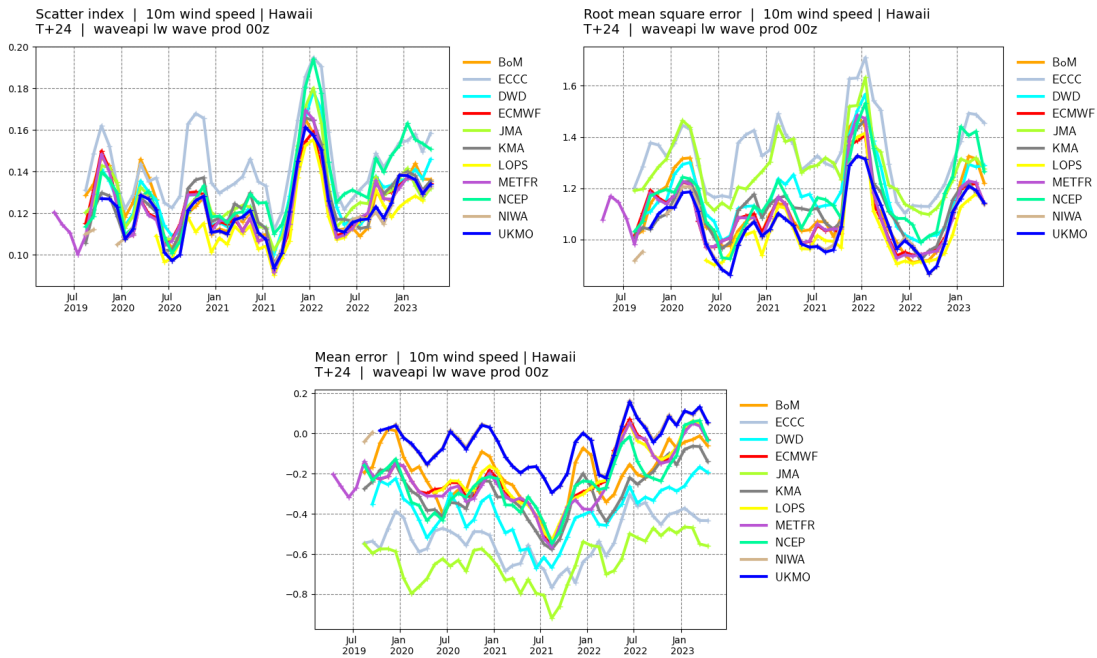 Scatter index | 10m wind speed | Hawaii
T+24 | waveapi lw wave prod 00z
0.20
0.18
0.16
0.14
0.12
0.10
Jul
2019
Jan
2020
Jul
2020
Jan
2021
Jul
2021
Jan
2022
Jul
2022
Jan
2023
BoM
ECCC
DWD
ECMWF
JMA
KMA
LOPS
METFR
NCEP
NIWA
UKMO
Root mean square error | 10m wind speed | Hawaii
T+24 | waveapi lw wave prod 00z
1.6
1.4
1.2
1.0
Jul
2019
Jan
2020
Jul
2020
Jan
2021
Jul
2021
Jan
2022
Jul
2022
Jan
2023
BoM
ECCC
DWD
ECMWF
JMA
KMA
LOPS
METFR
NCEP
NIWA
UKMO
Mean error | 10m wind speed | Hawaii
T+24 | waveapi lw wave prod 00z
0.2
0.0
−0.2
−0.4
−0.6
−0.8
Jul
2019
Jan
2020
Jul
2020
Jan
2021
Jul
2021
Jan
2022
Jul
2022
Jan
2023
BoM
ECCC
DWD
ECMWF
JMA
KMA
LOPS
METFR
NCEP
NIWA
UKMO